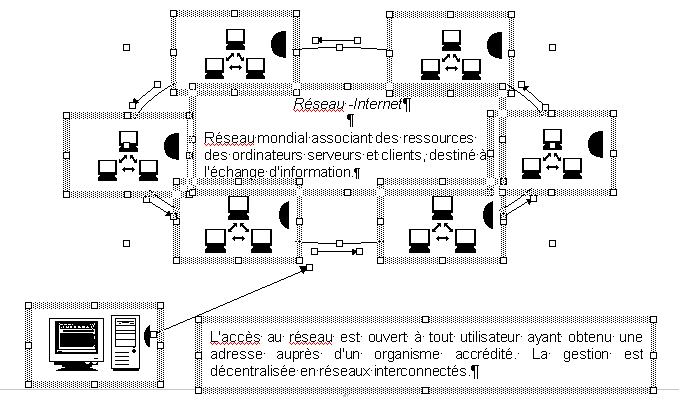 Réseau -Internet¶
¶
Réseau mondial associant des ressources
des ordinateurs serveurs et clients, destiné à
l'échange d'information.¶
L'accès au réseau est ouvert à tout utilisateur ayant obtenu une
adresse auprès d'un organisme accrédité. La gestion est
décentralisée en réseaux interconnectés.¶